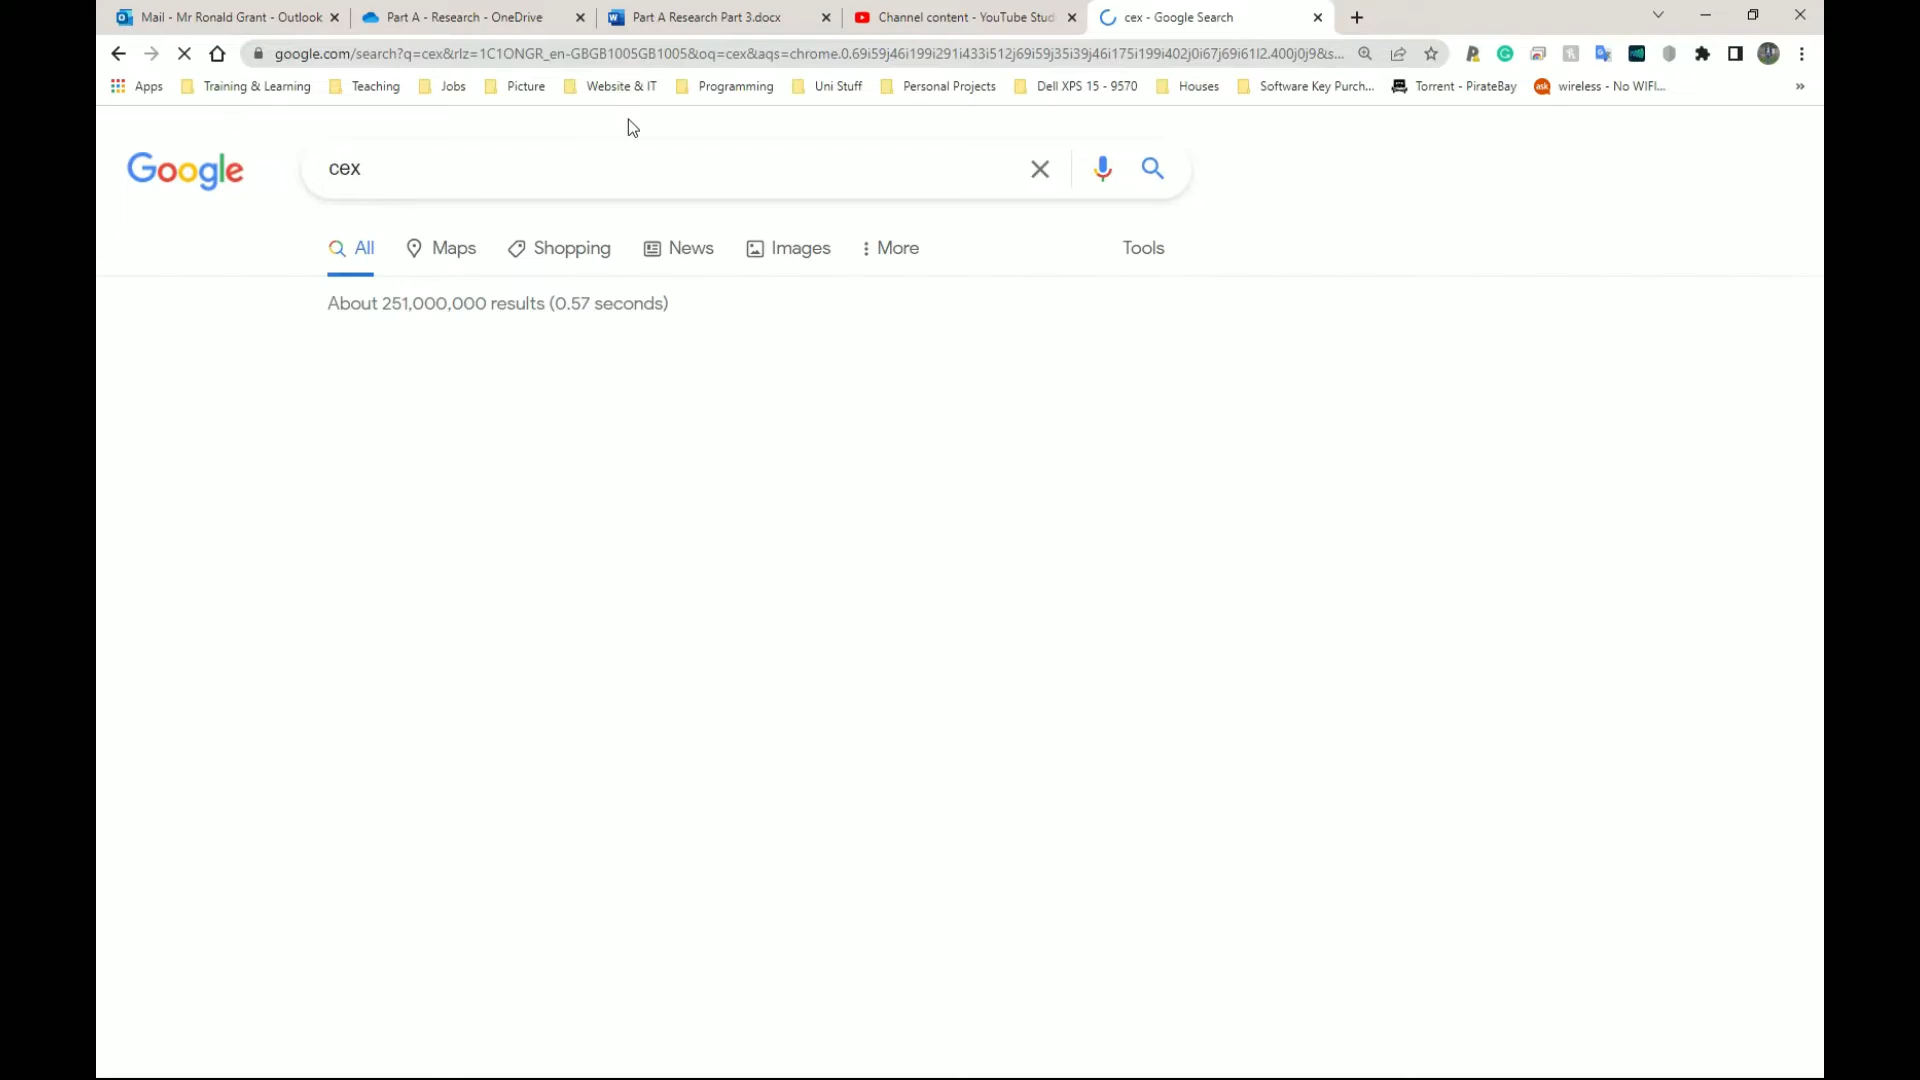 Mail - Mr Ronald Grant - Outlook
Part A - Research - OneDrive
Part A Research Part 3.docx
Channel content - YouTube Stud
cex - Google Search
google.com/search?q=cex&rlz=1C1ONGR_en-GBGB1005GB1005&oq=cex&aqs=chrome.0.69i59j46i199i291i433i512j69i59j35i39j46i175i199i402j0i67j69i61l2.400j0j9&s...
Apps
Training & Learning
Teaching
Jobs
Picture
Website & IT
Programming
Uni Stuff
Personal Projects
Dell XPS 15 - 9570
Houses
Software Key Purch...
Torrent - PirateBay
ask
wireless - No WIFI...
»
Google
cex
All
Maps
Shopping
News
Images
More
Tools
About 251,000,000 results (0.57 seconds)